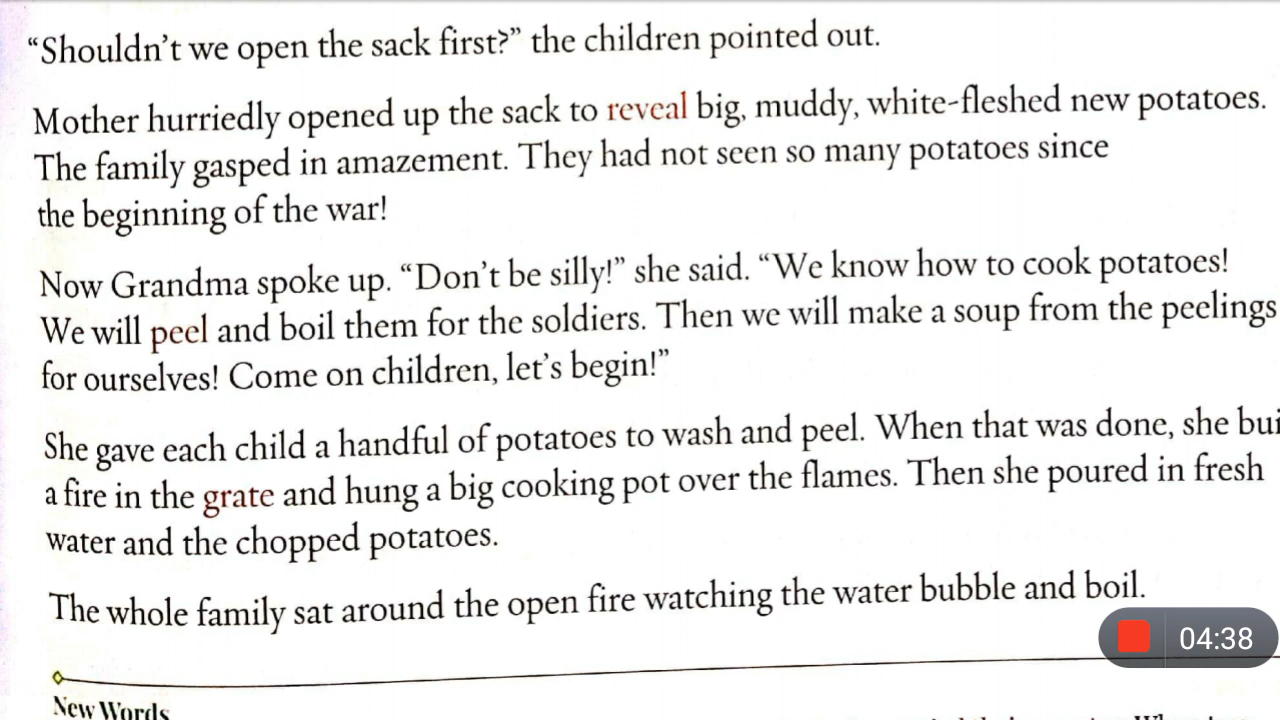 “Shouldn’t we open the sack first?” the children pointed out.
Mother hurriedly opened up the sack to reveal big, muddy, white-fleshed new potatoes.
The family gasped in amazement. They had not seen so many potatoes since
the beginning of the war!
Now Grandma spoke up. “Don’t be silly!” she said. “We know how to cook potatoes!
We will peel and boil them for the soldiers. Then we will make a soup from the peelings
for ourselves! Come on children, let’s begin!”
She gave each child a handful of potatoes to wash and peel. When that was done, she
a fire in the grate and hung a big cooking pot over the flames. Then she poured in fresh
water and the chopped potatoes.
The whole family sat around the open fire watching the water bubble and boil.
04:38
New Words